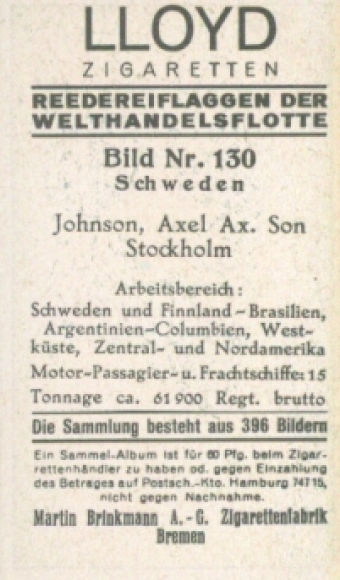 LLOYD
ZIGARETTEN
REEDEREIFLAGGEN DER
WELTHANDELSFLOTTE
Bild Nr. 130
Schweden
Johnson, Axel Ax. Son
Stockholm
Arbeitsbereich:
Schweden und Finnland – Brasilien,
Argentinien-Columbien, West-
küste, Zentral- und Nordamerika
Motor-Passagier- u. Frachtschiffe: 15
Tonnage ca. 61900 Regt. brutto
Die Sammlung besteht aus 396 Bildern
Ein Sammel-Album ist für 60 Pfg. beim Zigar-
rettenhändler zu haben od. gegen Einzahlung
des Betrages auf Postsch.-Kto. Hamburg 74715,
nicht gegen Nachnahme.
Martin Brinkmann A.-G. Zigarettenfabrik
Bremen